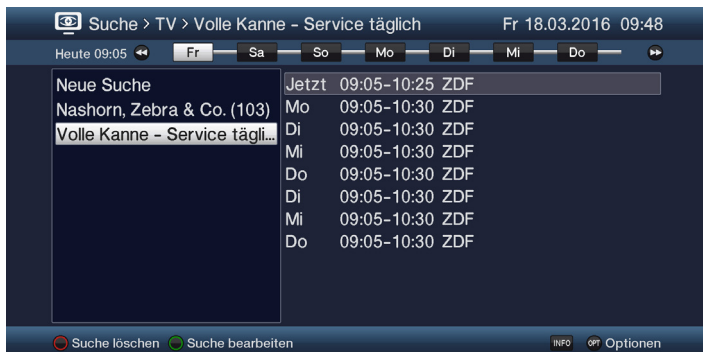 Suche > TV > Volle Kanne - Service täglich Fr 18.03.2016 09:48
Heute 09:05 Fr Sa So Mo Di Mi Do
Neue Suche
Nashorn, Zebra & Co. (103)
Volle Kanne - Service tägli...
Jetzt 09:05-10:25 ZDF
Mo 09:05-10:30 ZDF
Di 09:05-10:30 ZDF
Mi 09:05-10:30 ZDF
Do 09:05-10:30 ZDF
Di 09:05-10:30 ZDF
Mi 09:05-10:30 ZDF
Do 09:05-10:30 ZDF
Suche löschen Suche bearbeiten INFO OPT Optionen